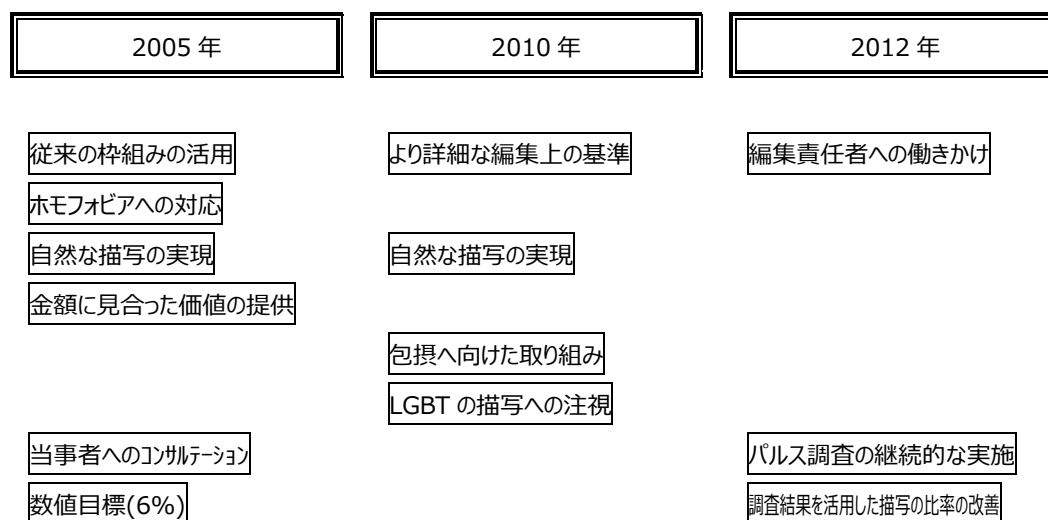 2005 年 2010 年 2012 年
従来の枠組みの活用 より詳細な編集上の基準 編集責任者への働きかけ
ホモフォビアへの対応
自然な描写の実現 自然な描写の実現
金額に見合った価値の提供
包摂へ向けた取り組み
LGBT の描写への注視
当事者へのコンサルテーション パルス調査の継続的な実施
数値目標(6%) 調査結果を活用した描写の比率の改善